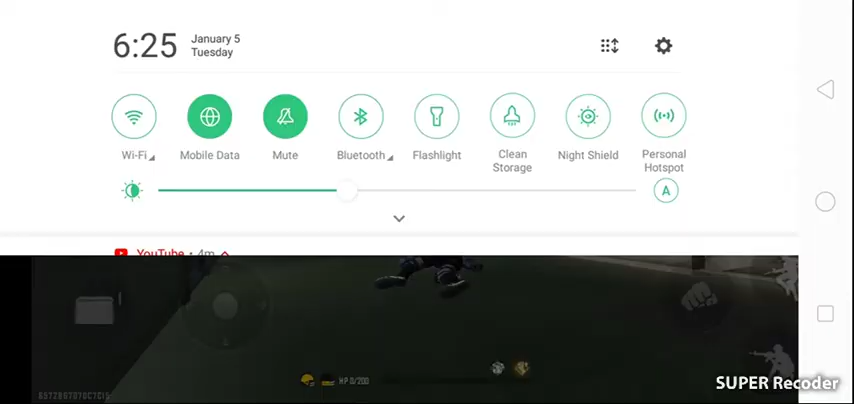 6:25
January 5
Tuesday
Wi-Fi
Mobile Data
Mute
Bluetooth
Flashlight
Clean
Storage
Night Shield
Personal
Hotspot
A
YouTube • 4m
HP 0/200
SUPER Recoder